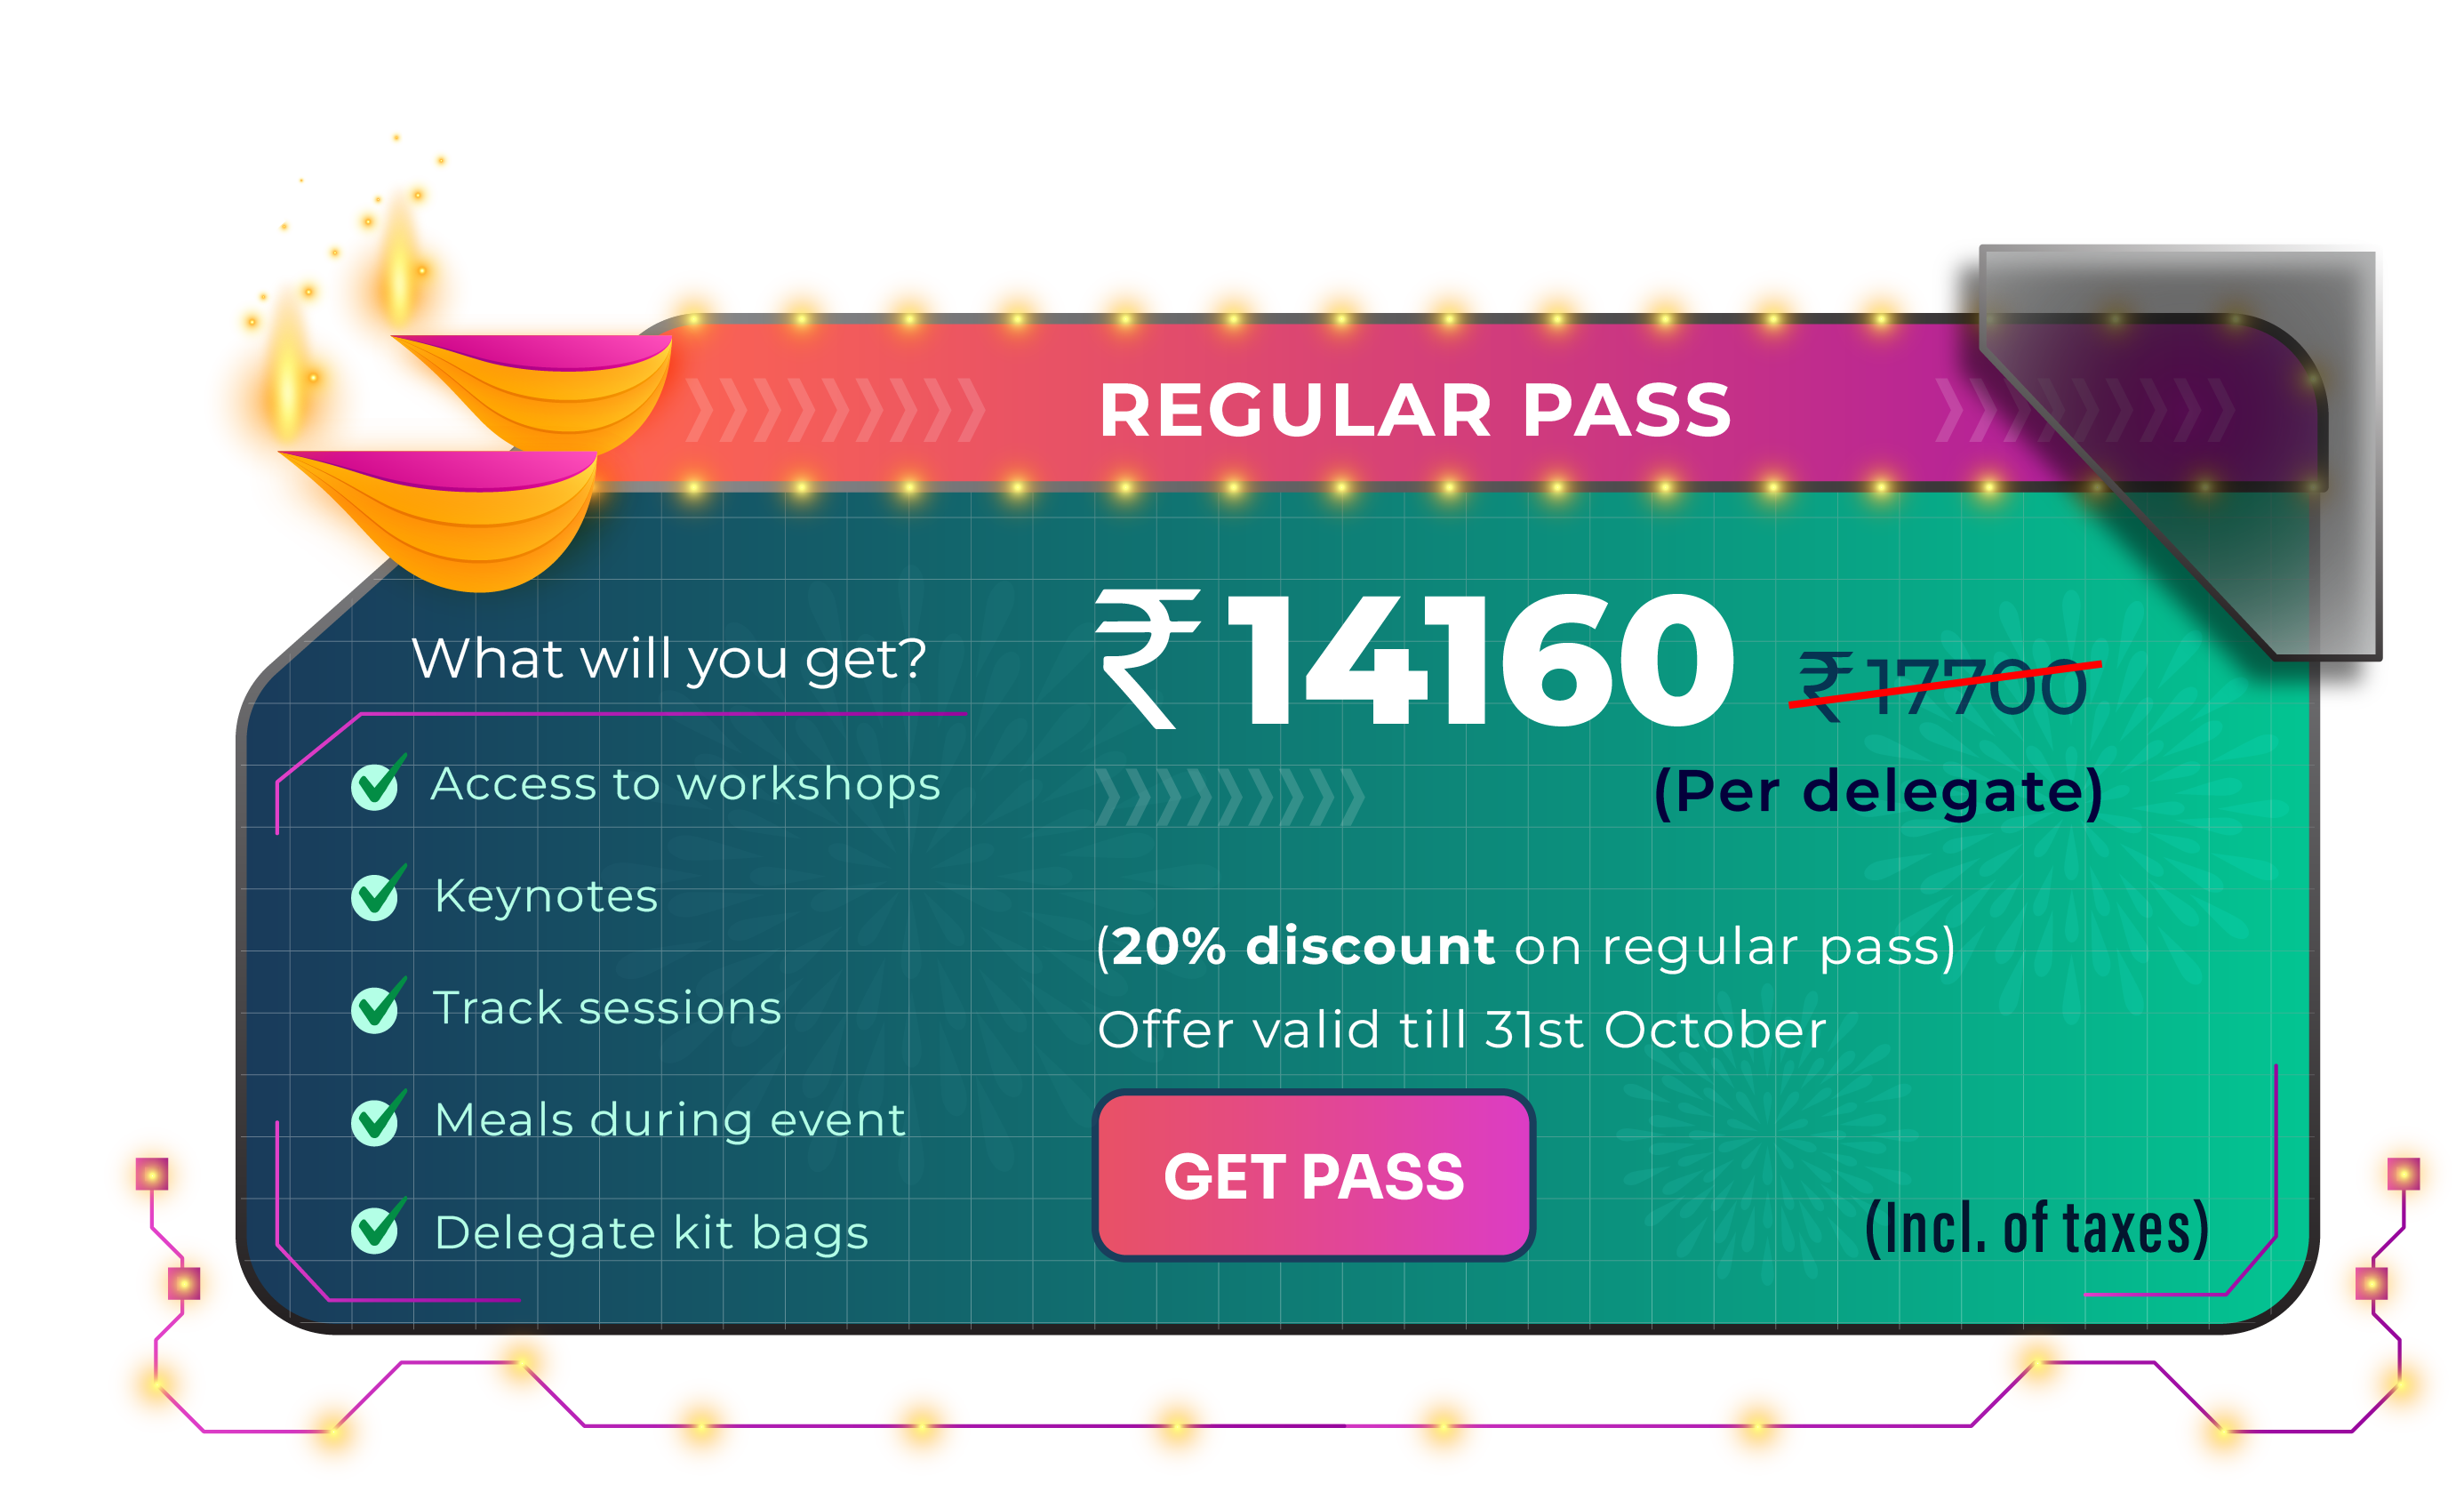 REGULAR PASS
What will you get?
Access to workshops
Keynotes
Track sessions
Meals during event
Delegate kit bags
₹14160 ₹17700
(Per delegate)
(20% discount on regular pass)
Offer valid till 31st October
GET PASS
(Incl. of taxes)